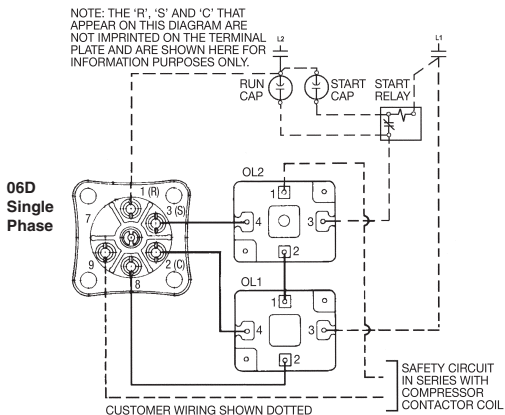 NOTE: THE ‘R’, ‘S’ AND ‘C’ THAT
APPEAR ON THIS DIAGRAM ARE
NOT IMPRINTED ON THE TERMINAL
PLATE AND ARE SHOWN HERE FOR
INFORMATION PURPOSES ONLY.
L2
L1
RUN
CAP
START
CAP
START
RELAY
06D
Single
Phase
1 (R)
3 (S)
7
9
2 (C)
8
OL2
1
4
3
2
OL1
1
4
3
2
SAFETY CIRCUIT
IN SERIES WITH
COMPRESSOR
CONTACTOR COIL
CUSTOMER WIRING SHOWN DOTTED